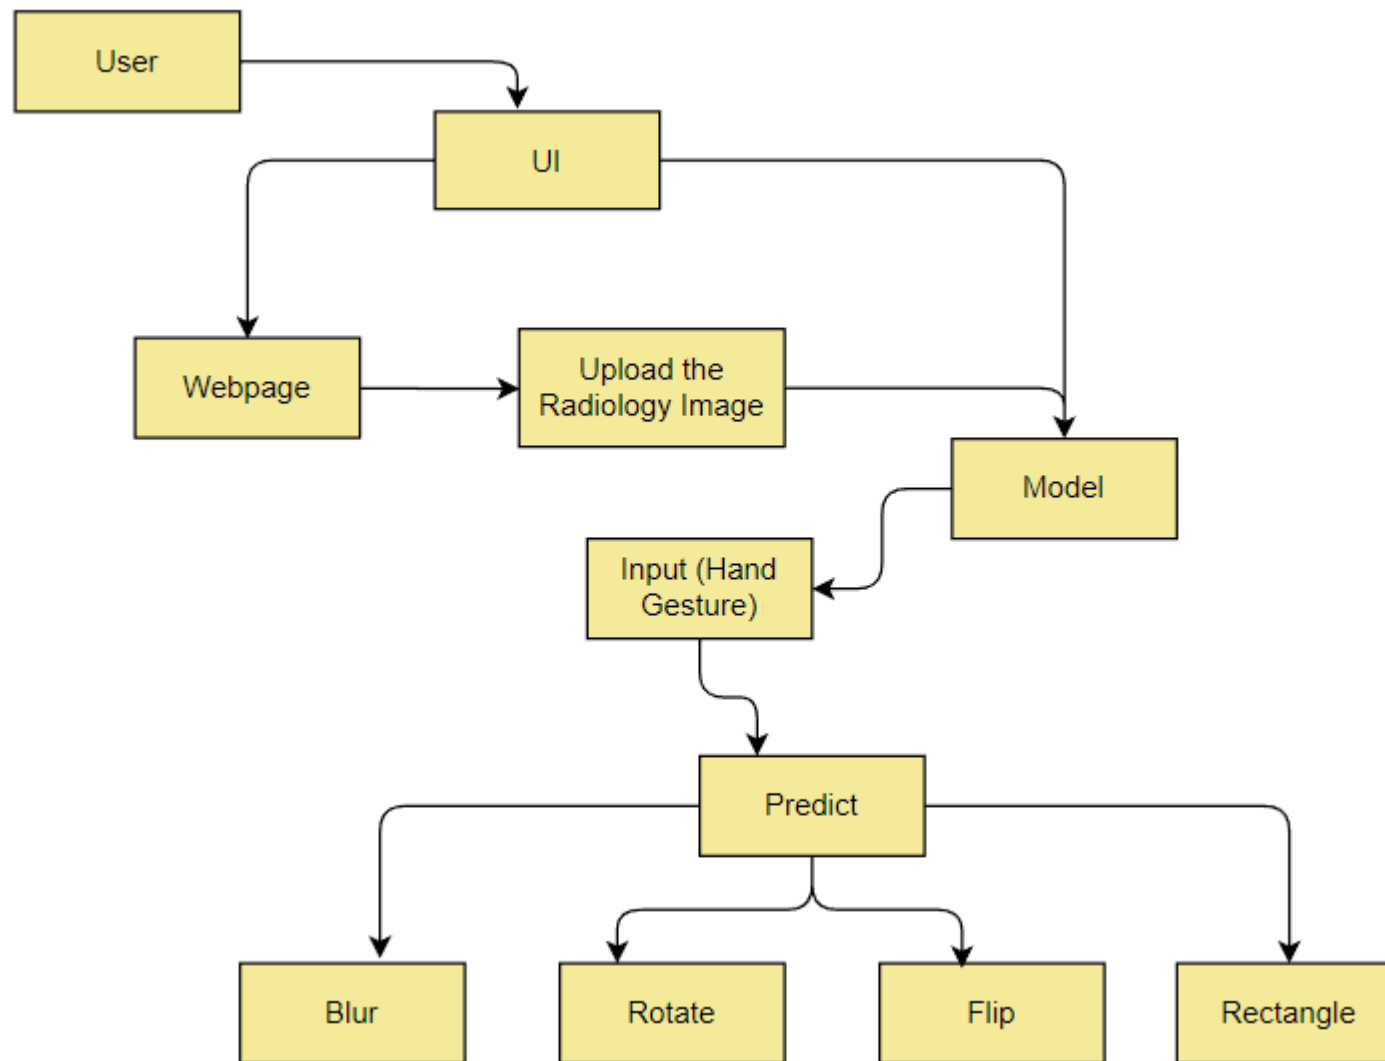 User
UI
Webpage
Upload the
Radiology Image
Model
Input (Hand
Gesture)
Predict
Blur
Rotate
Flip
Rectangle